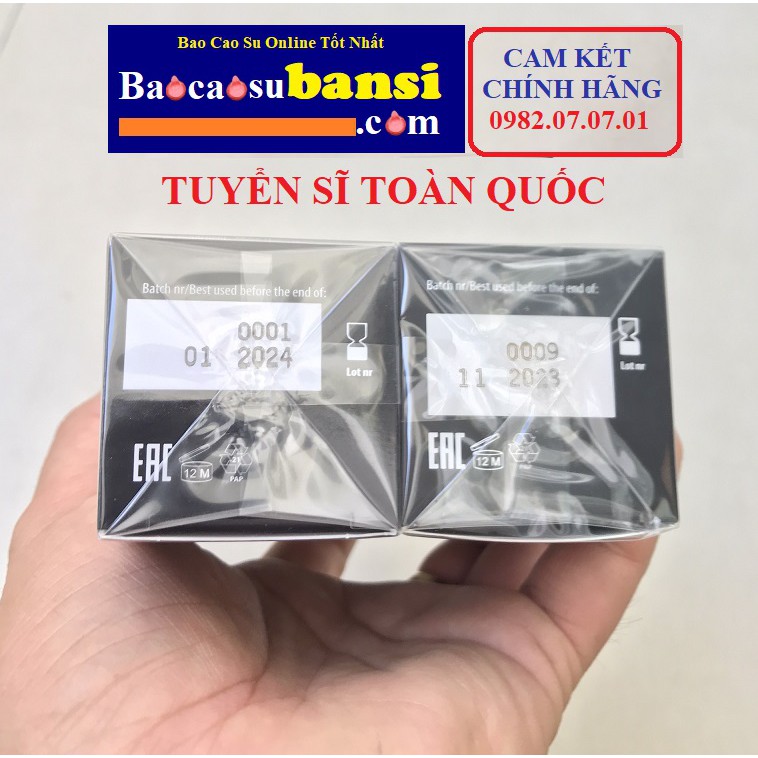 Bao Cao Su Online Tốt Nhất
Baocaosubansi
.com
CAM KẾT
CHÍNH HÃNG
0982.07.07.01
TUYỂN SĨ TOÀN QUỐC
Batch nr/Best used before the end of:
0001
01 2024
Lot nr
EAC
12 M
21
PAP
Batch nr/Best used before the end of:
0009
11 2023
Lot nr
EAC
12 M